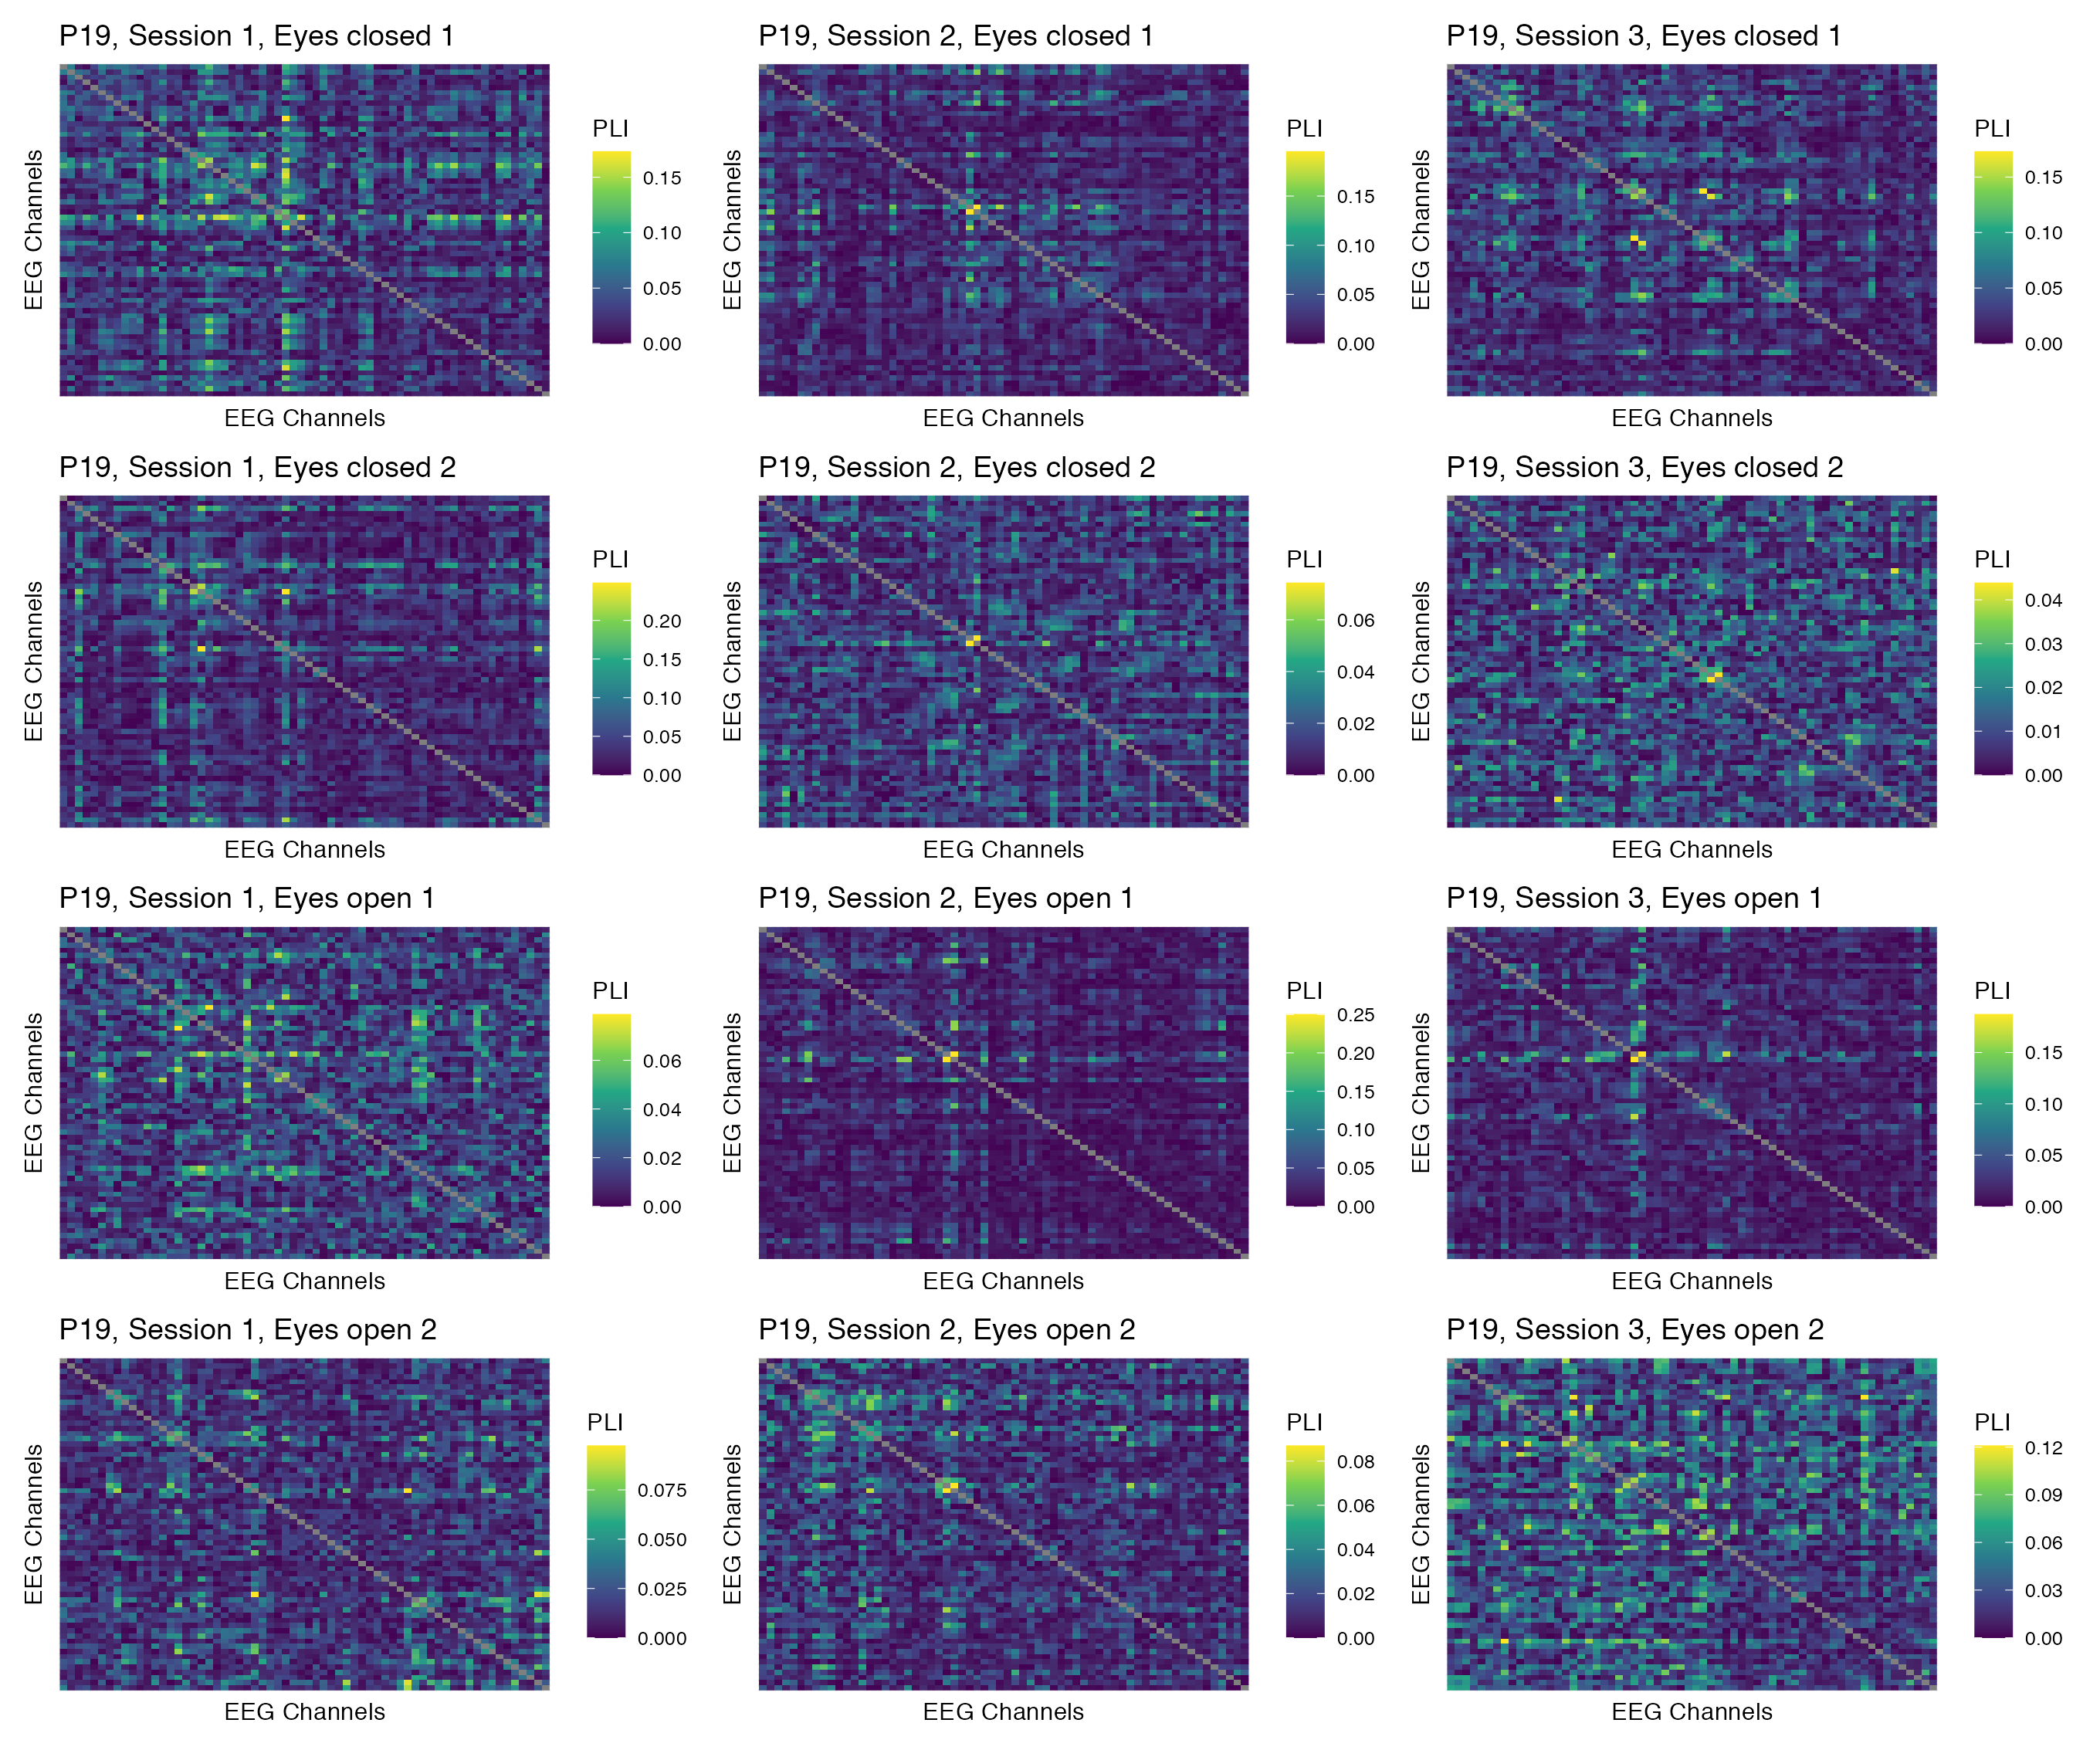 P19, Session 1, Eyes closed 1
EEG Channels
EEG Channels
PLI
0.15
0.10
0.05
0.00
P19, Session 2, Eyes closed 1
EEG Channels
EEG Channels
PLI
0.15
0.10
0.05
0.00
P19, Session 3, Eyes closed 1
EEG Channels
EEG Channels
PLI
0.15
0.10
0.05
0.00
P19, Session 1, Eyes closed 2
EEG Channels
EEG Channels
PLI
0.20
0.15
0.10
0.05
0.00
P19, Session 2, Eyes closed 2
EEG Channels
EEG Channels
PLI
0.06
0.04
0.02
0.00
P19, Session 3, Eyes closed 2
EEG Channels
EEG Channels
PLI
0.04
0.03
0.02
0.01
0.00
P19, Session 1, Eyes open 1
EEG Channels
EEG Channels
PLI
0.06
0.04
0.02
0.00
P19, Session 2, Eyes open 1
EEG Channels
EEG Channels
PLI
0.25
0.20
0.15
0.10
0.05
0.00
P19, Session 3, Eyes open 1
EEG Channels
EEG Channels
PLI
0.15
0.10
0.05
0.00
P19, Session 1, Eyes open 2
EEG Channels
EEG Channels
PLI
0.075
0.050
0.025
0.000
P19, Session 2, Eyes open 2
EEG Channels
EEG Channels
PLI
0.08
0.06
0.04
0.02
0.00
P19, Session 3, Eyes open 2
EEG Channels
EEG Channels
PLI
0.12
0.09
0.06
0.03
0.00